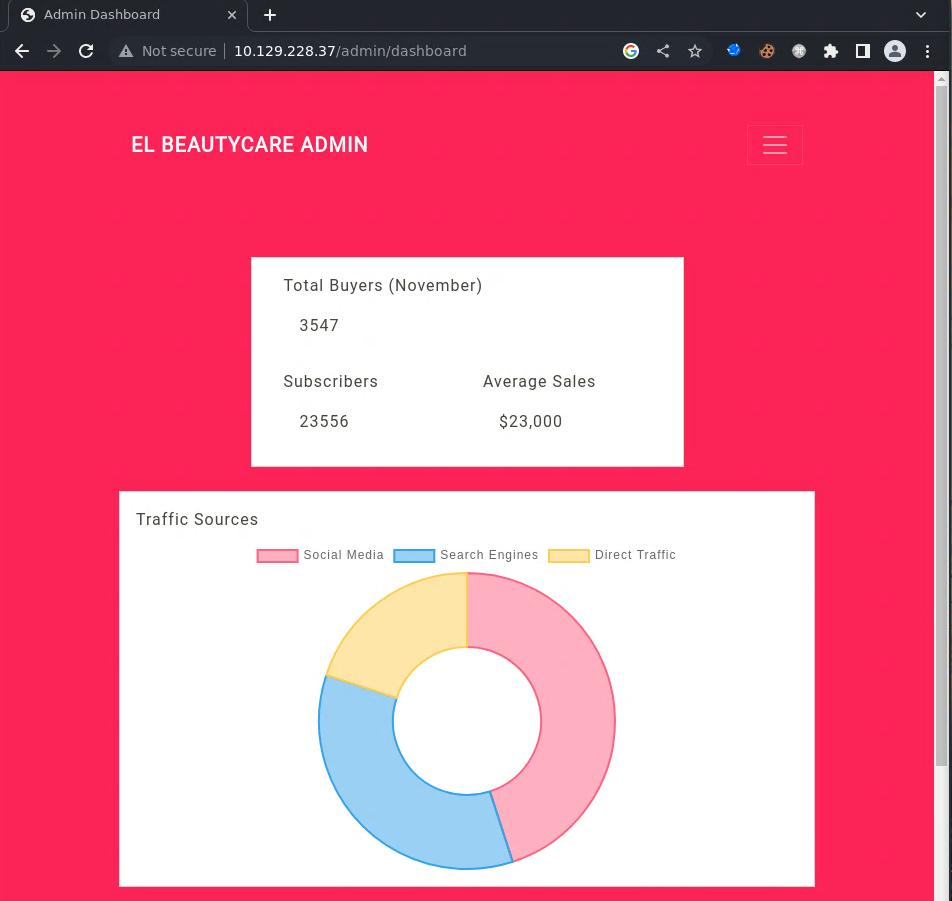 Admin Dashboard
Not secure 10.129.228.37/admin/dashboard
EL BEAUTYCARE ADMIN
Total Buyers (November)
3547
Subscribers Average Sales
23556 $23,000
Traffic Sources
Social Media Search Engines Direct Traffic